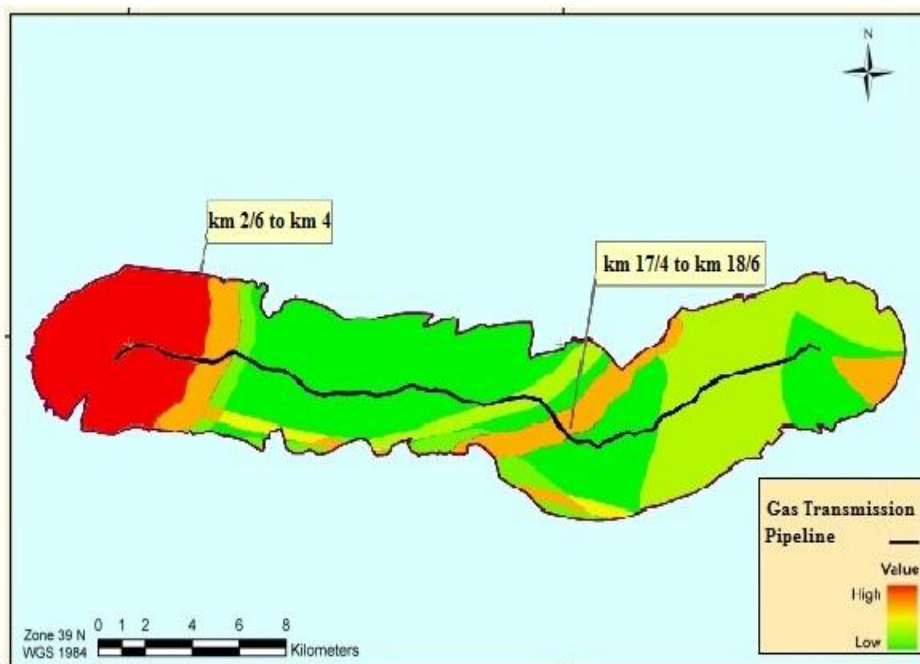 N
km 2/6 to km 4
km 17/4 to km 18/6
Gas Transmission
Pipeline
Value
High
Low
0 1 2 4 6 8
Kilometers
Zone 39 N
WGS 1984